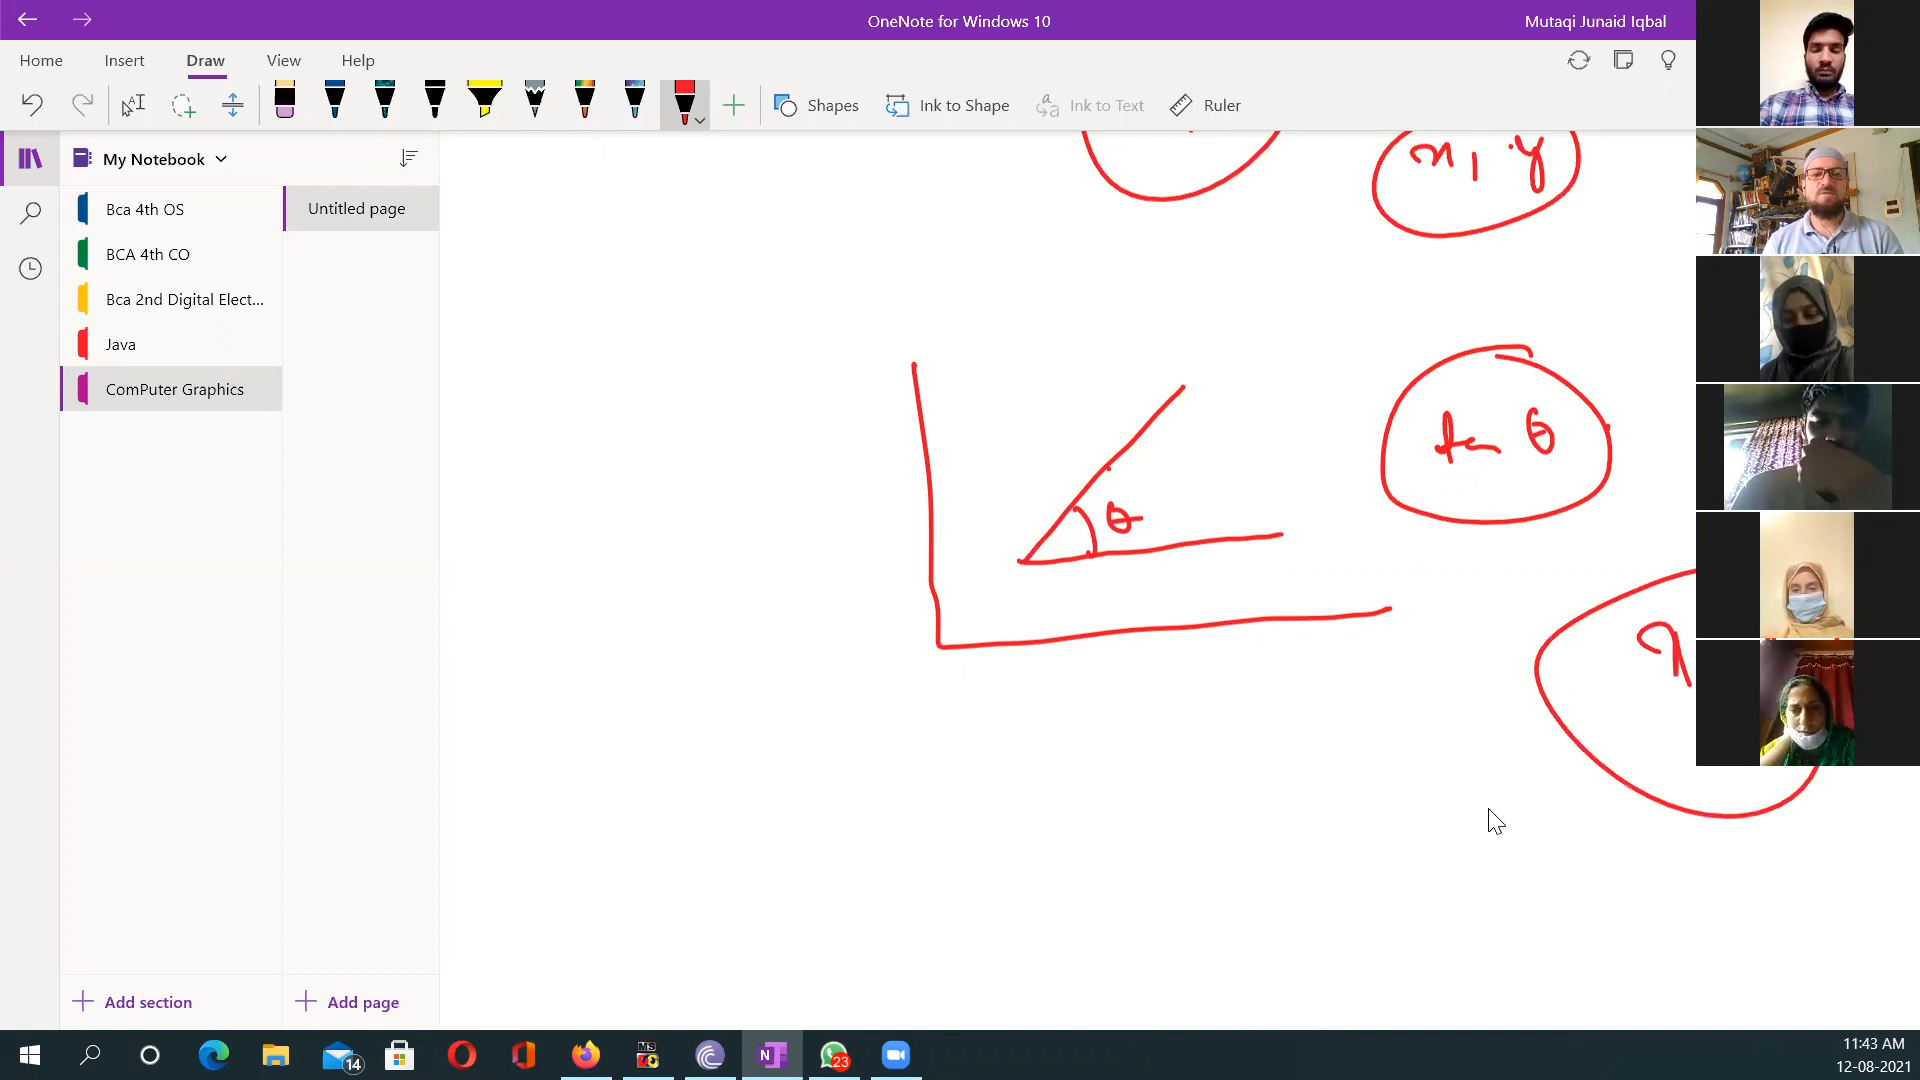 OneNote for Windows 10
Mutaqi Junaid Iqbal
Home Insert Draw View Help
Shapes Ink to Shape Ink to Text Ruler
My Notebook
Bca 4th OS
BCA 4th CO
Bca 2nd Digital Elect...
Java
ComPuter Graphics
Untitled page
x, y
θ
tan θ
Add section
Add page
14
23
11:43 AM
12-08-2021